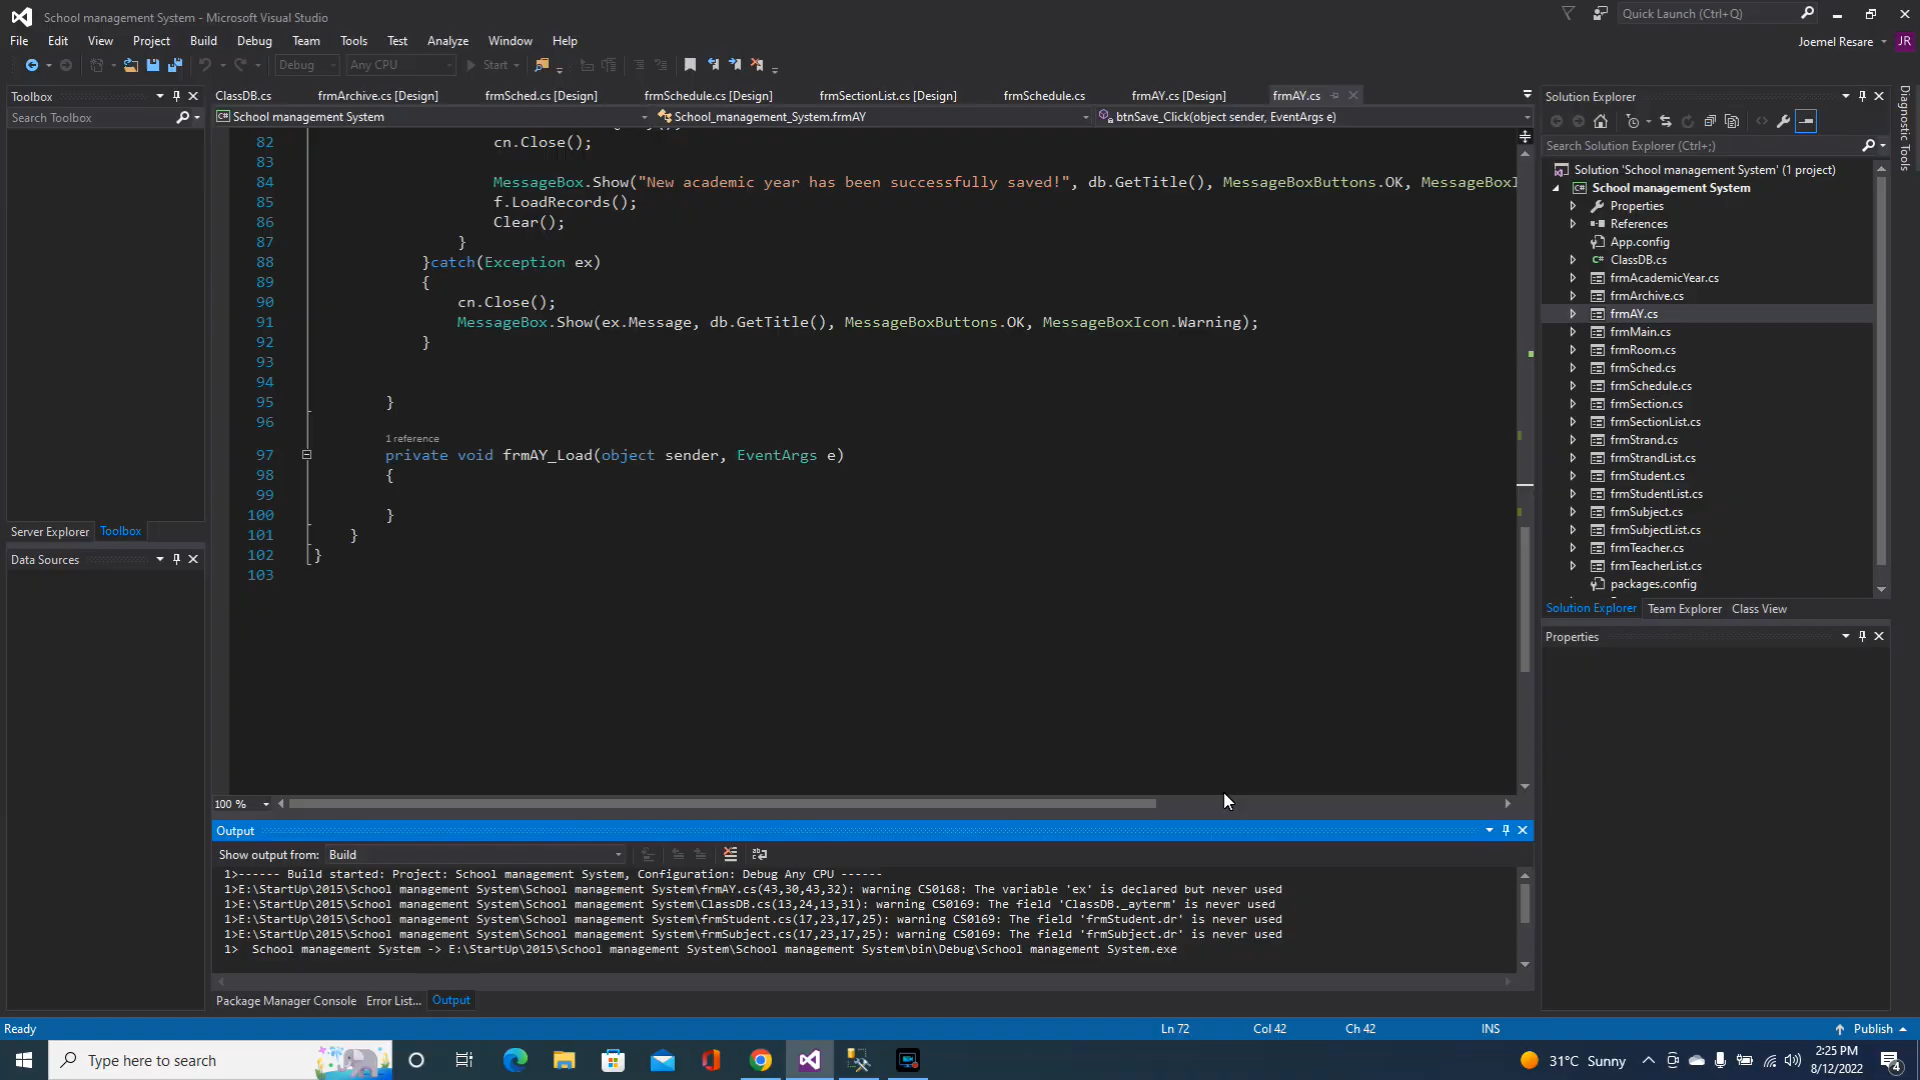 School management System - Microsoft Visual Studio
Quick Launch (Ctrl+Q)
File Edit View Project Build Debug Team Tools Test Analyze Window Help
Joemel Resare JR
Debug Any CPU Start
Toolbox
Search Toolbox
ClassDB.cs frmArchive.cs [Design] frmSched.cs [Design] frmSchedule.cs [Design] frmSectionList.cs [Design] frmSchedule.cs frmAY.cs [Design] frmAY.cs
School management System School_management_System.frmAY btnSave_Click(object sender, EventArgs e)
82 cn.Close();
83
84 MessageBox.Show("New academic year has been successfully saved!", db.GetTitle(), MessageBoxButtons.OK, MessageBoxI
85 f.LoadRecords();
86 Clear();
87 }
88 }catch(Exception ex)
89 {
90 cn.Close();
91 MessageBox.Show(ex.Message, db.GetTitle(), MessageBoxButtons.OK, MessageBoxIcon.Warning);
92 }
93
94
95 }
96
1 reference
97 private void frmAY_Load(object sender, EventArgs e)
98 {
99
100 }
101 }
102 }
103
100 %
Server Explorer Toolbox
Data Sources
Solution Explorer
Search Solution Explorer (Ctrl+;)
Solution 'School management System' (1 project)
School management System
Properties
References
App.config
ClassDB.cs
frmAcademicYear.cs
frmArchive.cs
frmAY.cs
frmMain.cs
frmRoom.cs
frmSched.cs
frmSchedule.cs
frmSection.cs
frmSectionList.cs
frmStrand.cs
frmStrandList.cs
frmStudent.cs
frmStudentList.cs
frmSubject.cs
frmSubjectList.cs
frmTeacher.cs
frmTeacherList.cs
packages.config
Solution Explorer Team Explorer Class View
Properties
Diagnostic Tools
Output
Show output from: Build
1>------ Build started: Project: School management System, Configuration: Debug Any CPU ------
1>E:\StartUp\2015\School management System\School management System\frmAY.cs(43,30,43,32): warning CS0168: The variable 'ex' is declared but never used
1>E:\StartUp\2015\School management System\School management System\ClassDB.cs(13,24,13,31): warning CS0169: The field 'ClassDB._ayterm' is never used
1>E:\StartUp\2015\School management System\School management System\frmStudent.cs(17,23,17,25): warning CS0169: The field 'frmStudent.dr' is never used
1>E:\StartUp\2015\School management System\School management System\frmSubject.cs(17,23,17,25): warning CS0169: The field 'frmSubject.dr' is never used
1> School management System -> E:\StartUp\2015\School management System\School management System\bin\Debug\School management System.exe
Package Manager Console Error List... Output
Ready Ln 72 Col 42 Ch 42 INS Publish
Type here to search
31°C Sunny
2:25 PM
8/12/2022
4